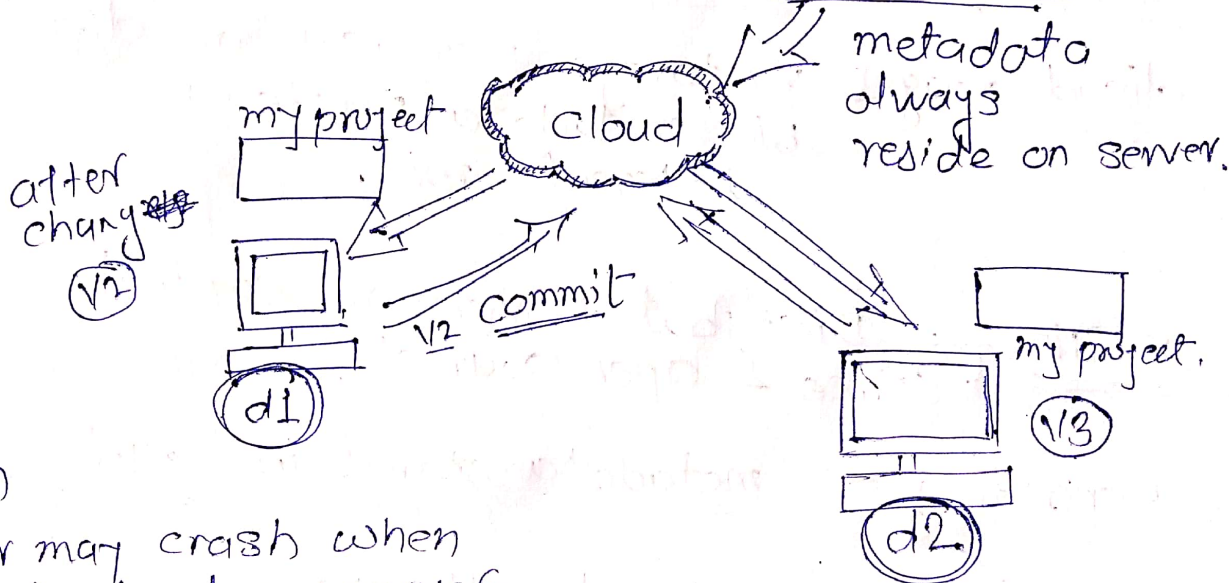 metadata
always
reside on server.
Cloud
my project
after
change
V2
V2 commit
d1
my project.
V3
d2
may crash when